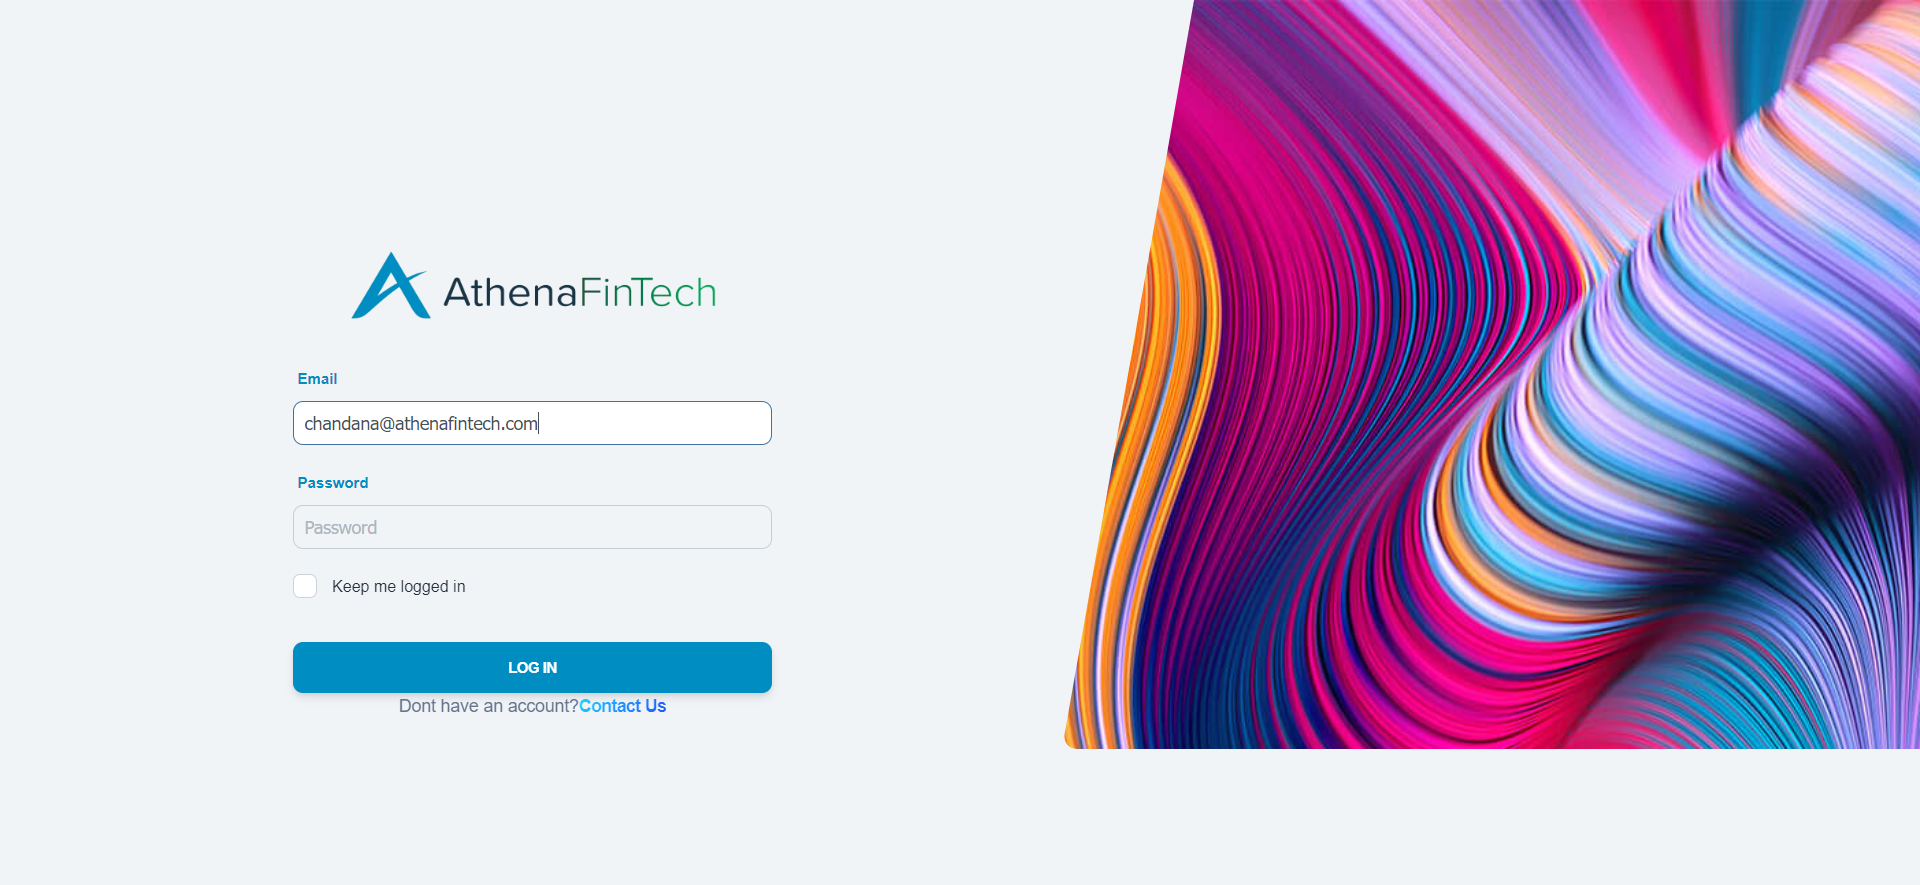 AthenaFinTech
Email
chandana@athenafintech.com
Password
Password
Keep me logged in
LOG IN
Dont have an account?Contact Us